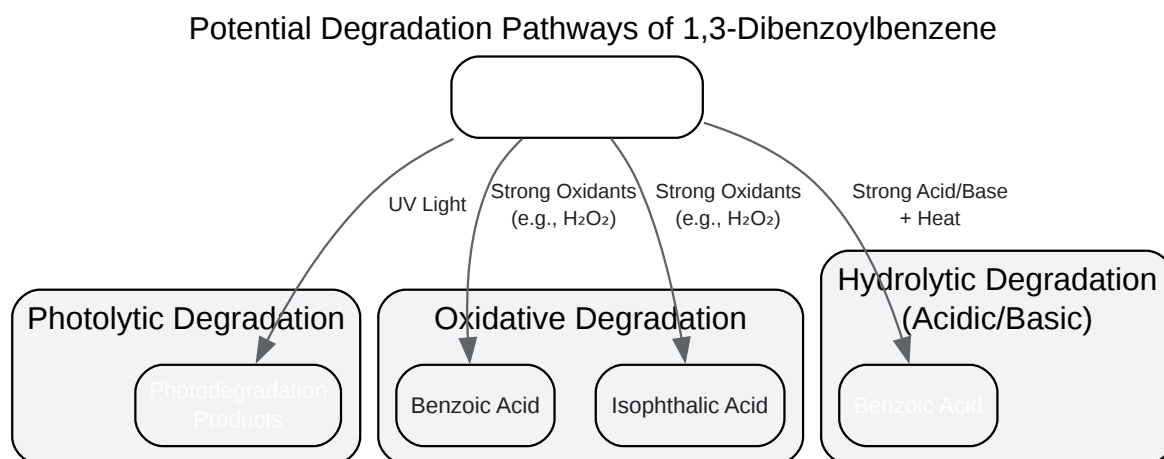 Potential Degradation Pathways of 1,3-Dibenzoylbenzene
UV Light
Strong Oxidants
(e.g., H₂O₂)
Strong Oxidants
(e.g., H₂O₂)
Strong Acid/Base
+ Heat
Photolytic Degradation
Photodegradation
Products
Oxidative Degradation
Benzoic Acid
Isophthalic Acid
Hydrolytic Degradation
(Acidic/Basic)
Benzoic Acid